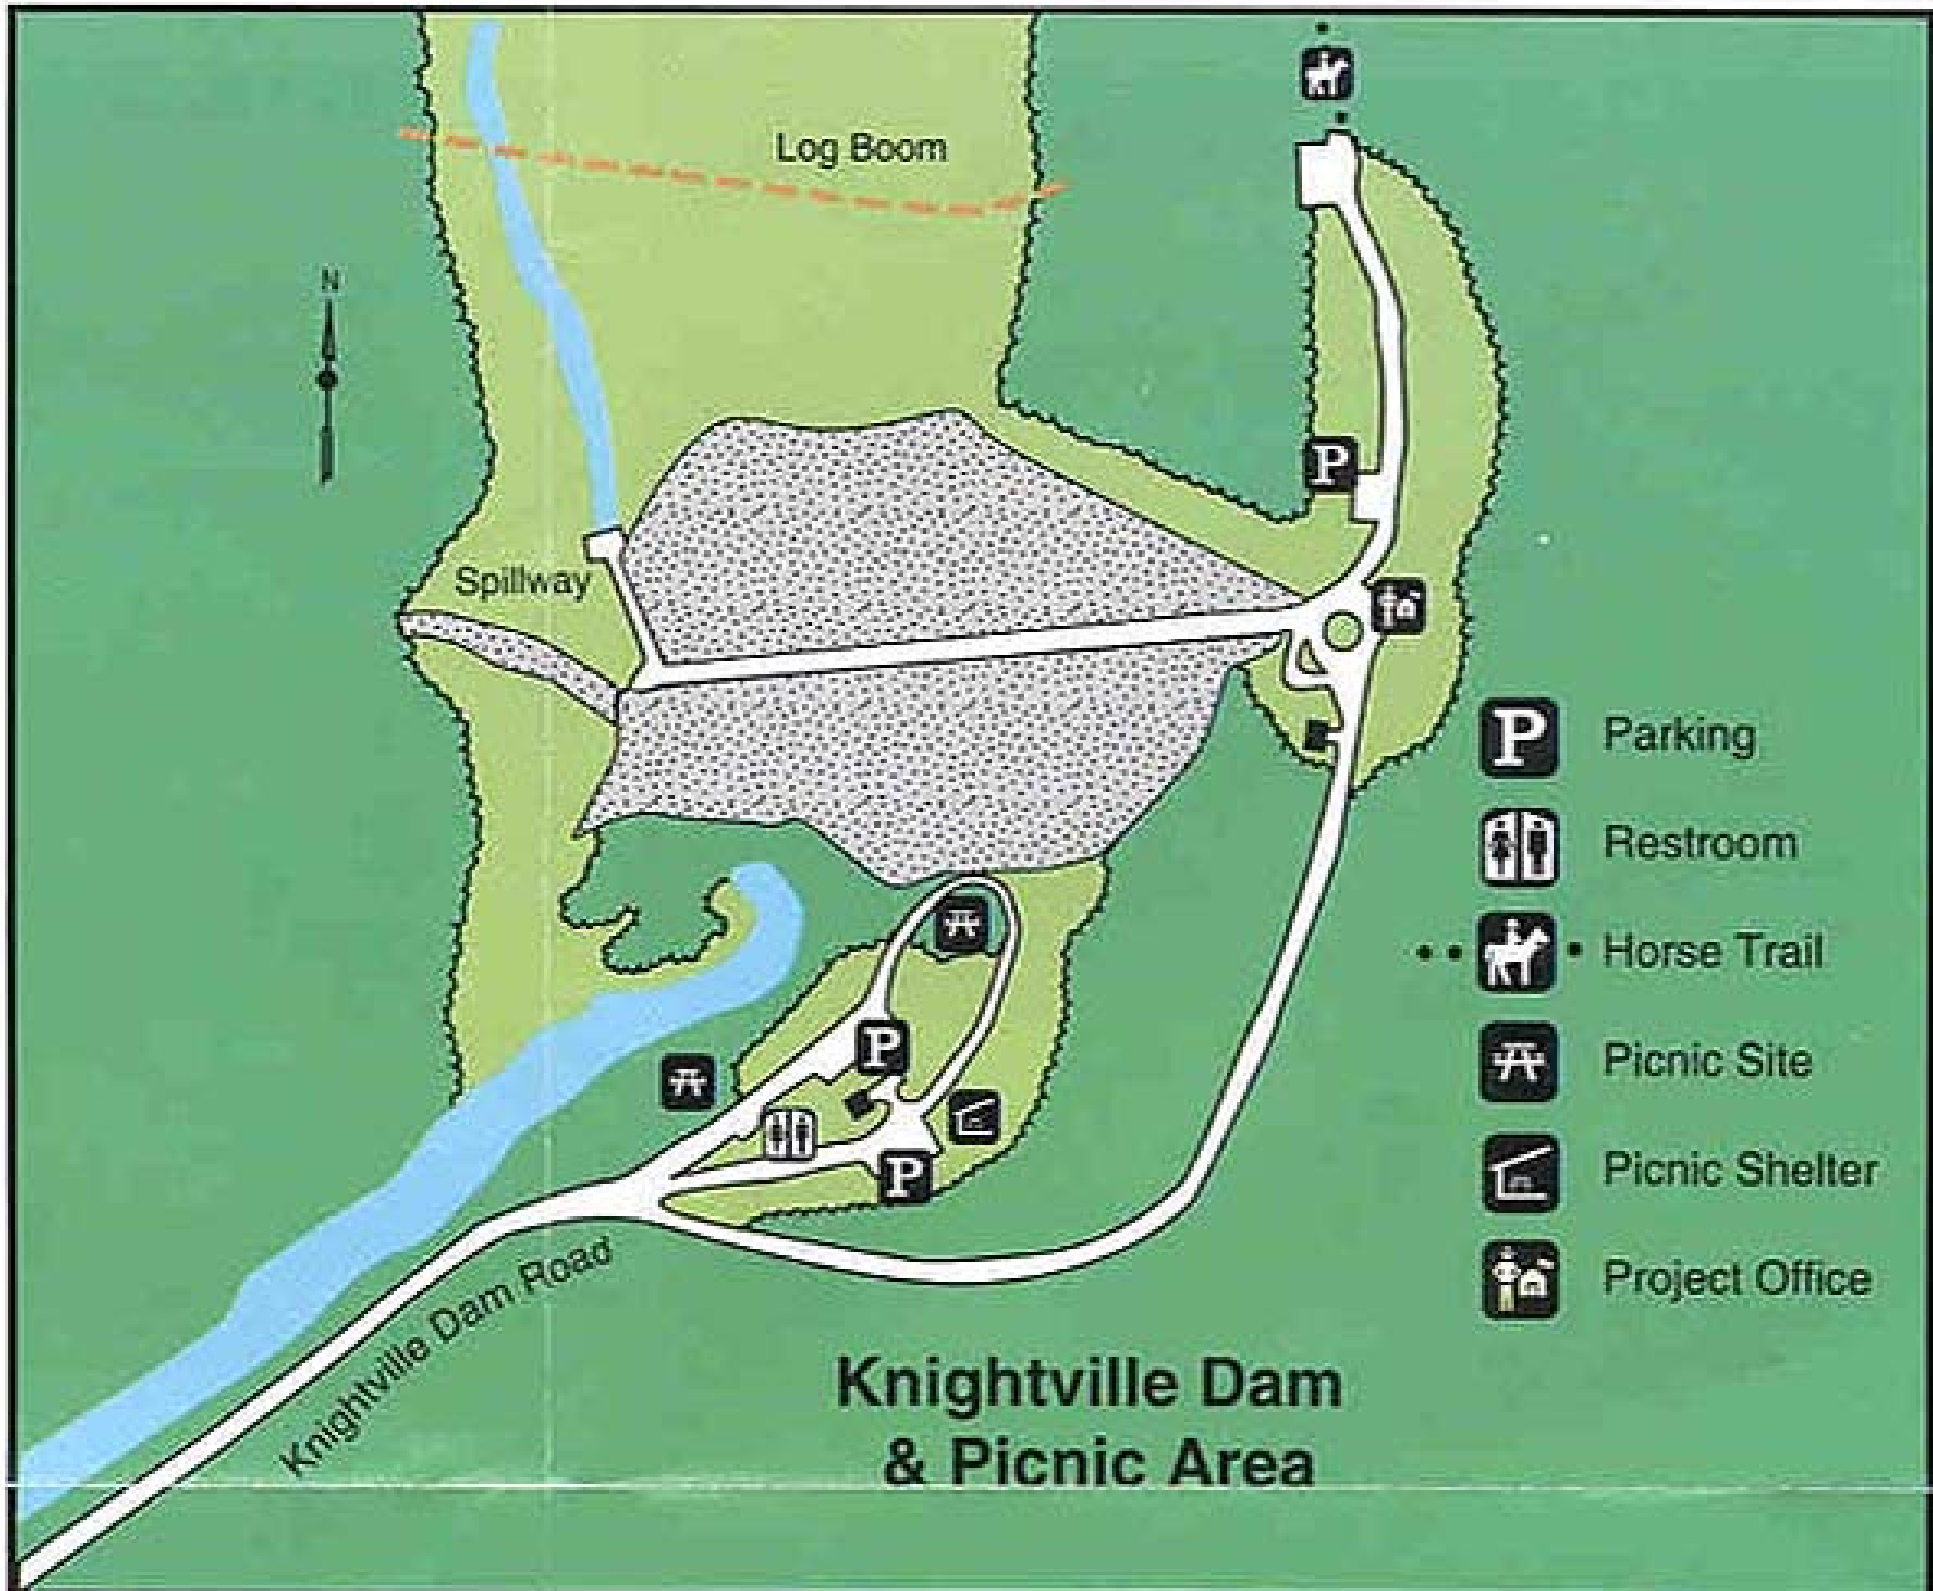 Log Boom
N
P
Spillway
P
Parking
Restroom
Horse Trail
P
Picnic Site
P
Picnic Shelter
Project Office
Knightville Dam Road
Knightville Dam
& Picnic Area